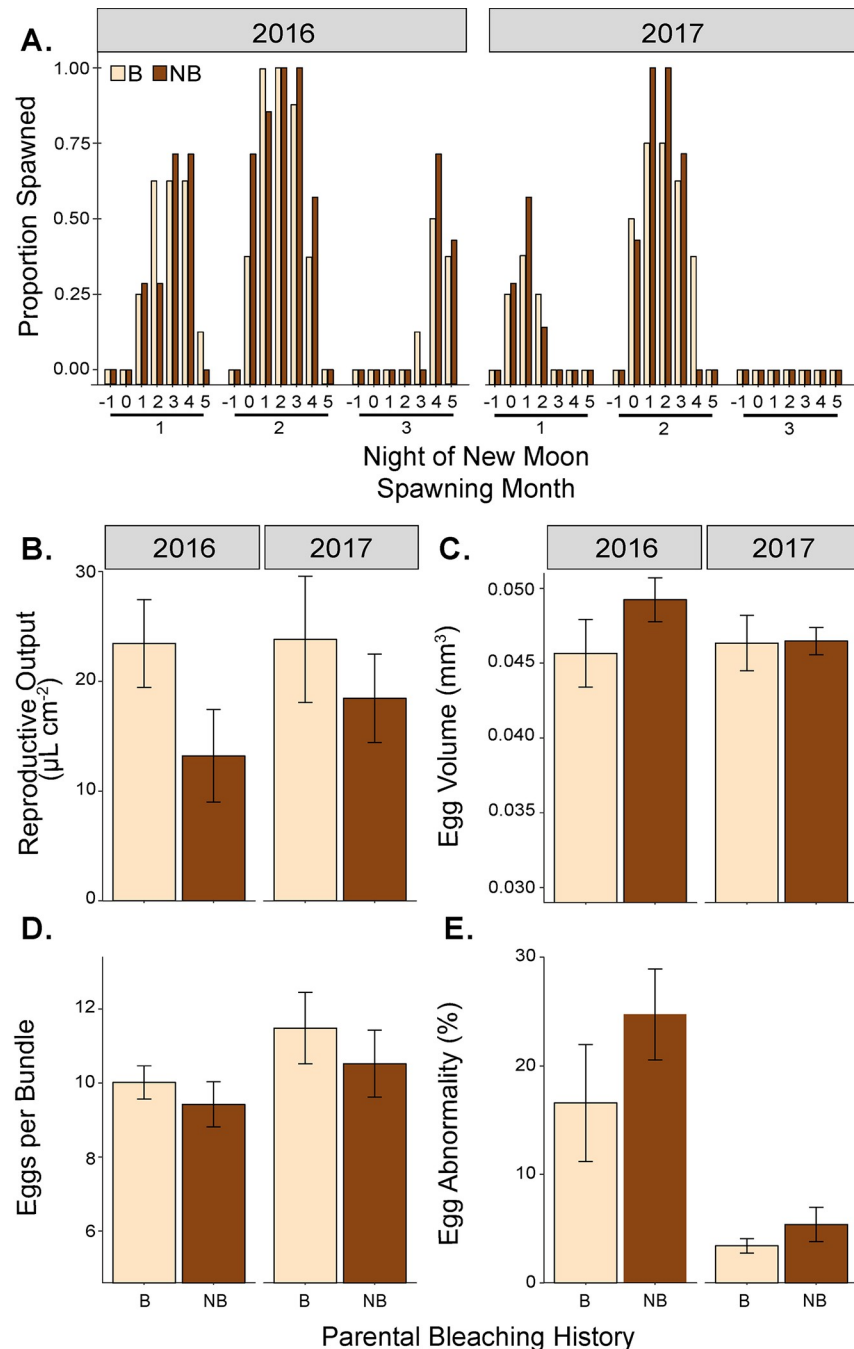 A.
2016 2017
B NB
Proportion Spawned
1.00
0.75
0.50
0.25
0.00
-1 0 1 2 3 4 5 -1 0 1 2 3 4 5 -1 0 1 2 3 4 5 -1 0 1 2 3 4 5 -1 0 1 2 3 4 5 -1 0 1 2 3 4 5
1 2 3 1 2 3
Night of New Moon
Spawning Month
B.
2016 2017
Reproductive Output
(µL cm-2)
30
20
10
0
C.
2016 2017
Egg Volume (mm³)
0.050
0.045
0.040
0.035
0.030
D.
Eggs per Bundle
12
10
8
6
B NB B NB
E.
Egg Abnormality (%)
30
20
10
0
B NB B NB
Parental Bleaching History